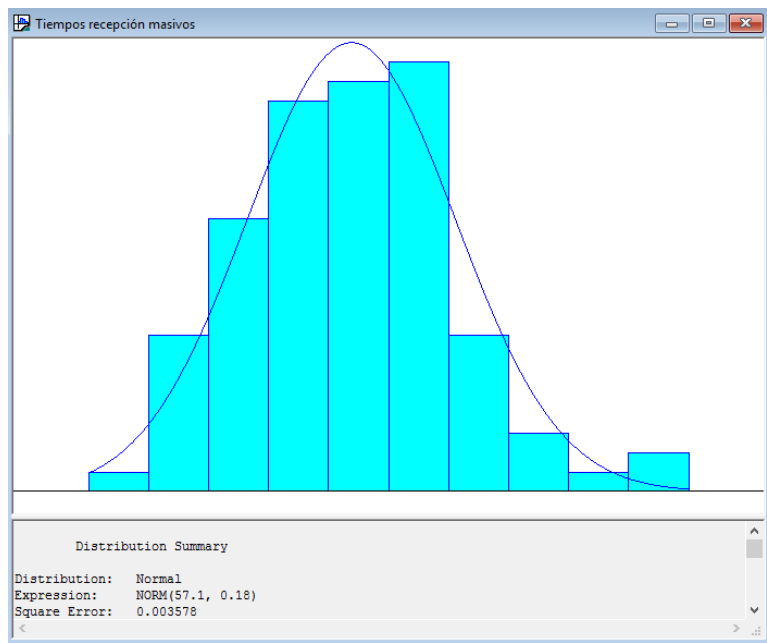 Tiempos recepción masivos
Distribution Summary
Distribution: Normal
Expression: NORM(57.1, 0.18)
Square Error: 0.003578